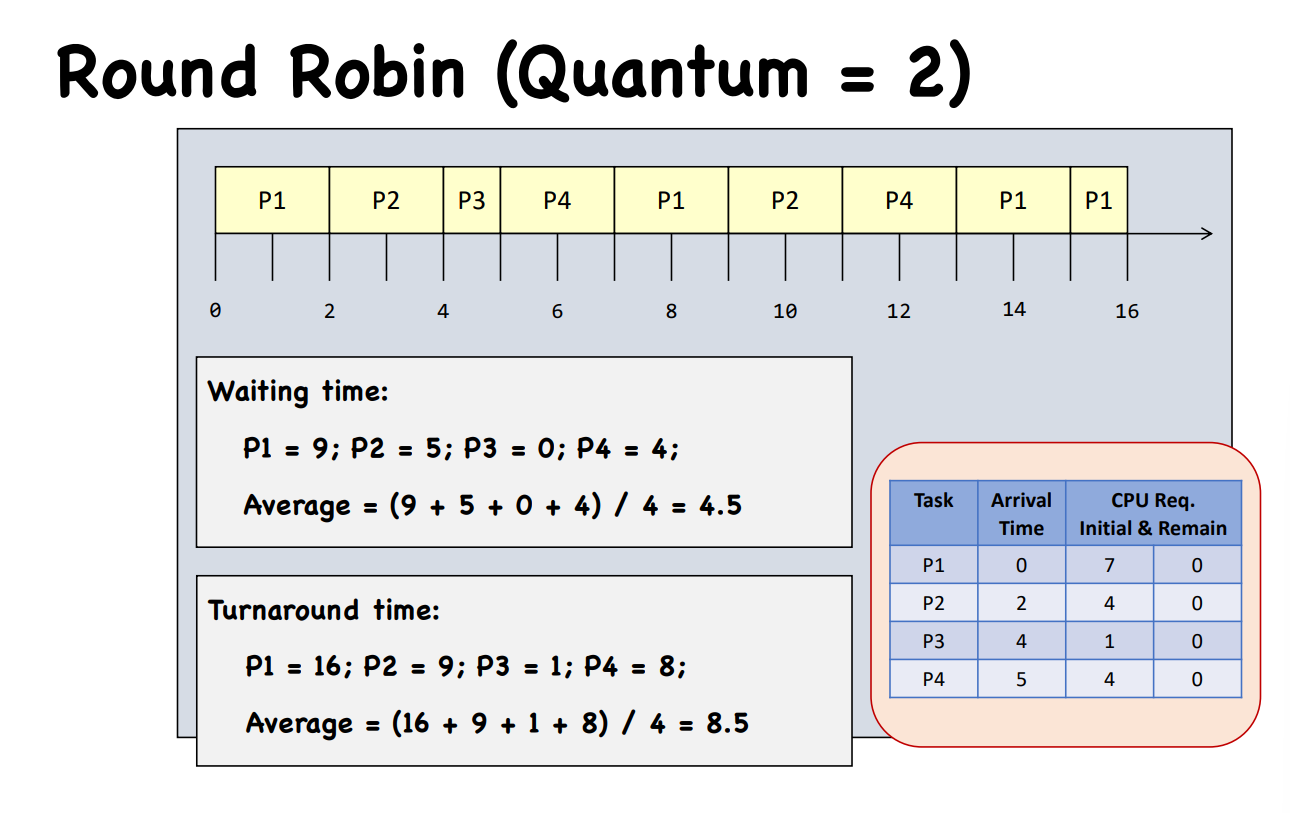 Round Robin (Quantum = 2)
P1 P2 P3 P4 P1 P2 P4 P1 P1
0 2 4 6 8 10 12 14 16
Waiting time:
P1 = 9; P2 = 5; P3 = 0; P4 = 4;
Average = (9 + 5 + 0 + 4) / 4 = 4.5
Turnaround time:
P1 = 16; P2 = 9; P3 = 1; P4 = 8;
Average = (16 + 9 + 1 + 8) / 4 = 8.5
Task Arrival CPU Req.
Time Initial & Remain
P1 0 7 0
P2 2 4 0
P3 4 1 0
P4 5 4 0